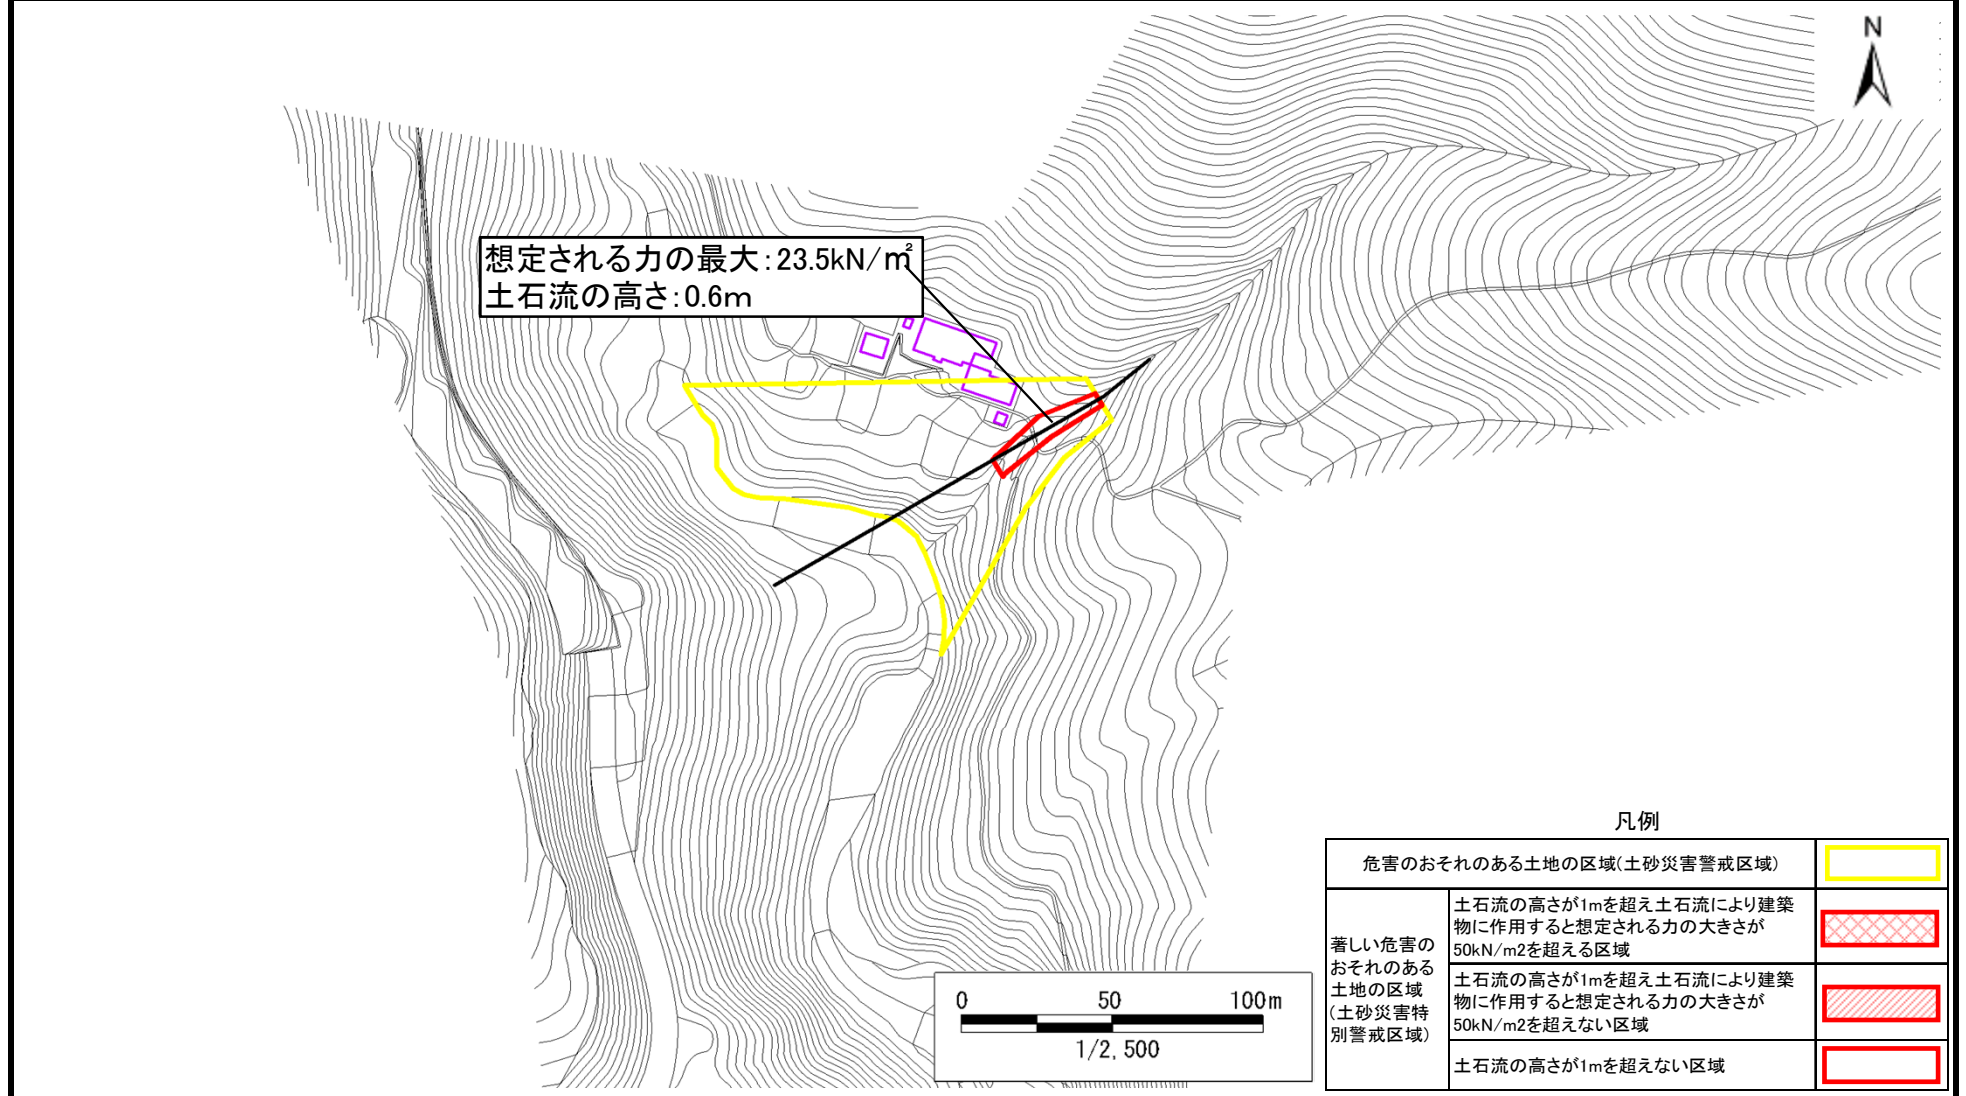 N
想定される力の最大:23.5kN/㎡
土石流の高さ:0.6m
凡例
危害のおそれのある土地の区域(土砂災害警戒区域)
著しい危害の
おそれのある
土地の区域
(土砂災害特
別警戒区域)
土石流の高さが1mを超え土石流により建築
物に作用すると想定される力の大きさが
50kN/m2を超える区域
土石流の高さが1mを超え土石流により建築
物に作用すると想定される力の大きさが
50kN/m2を超えない区域
土石流の高さが1mを超えない区域
0 50 100m
1/2,500